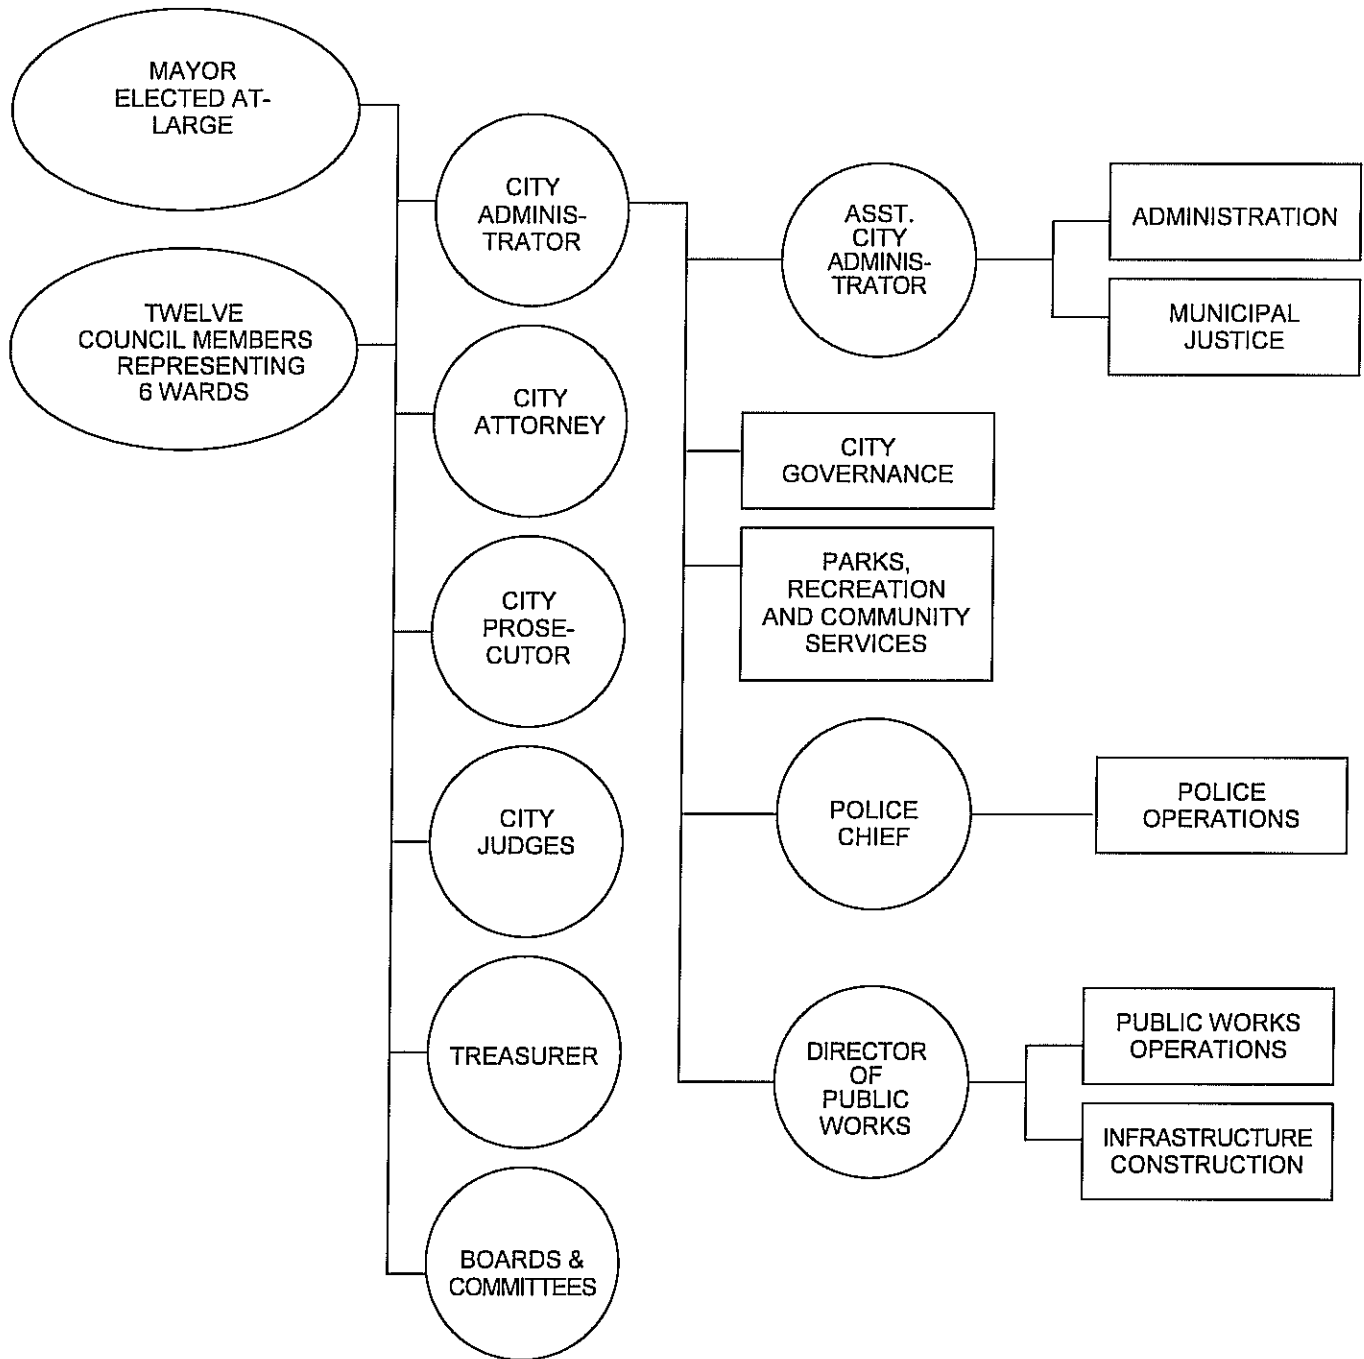 MAYOR
ELECTED AT-
LARGE
TWELVE
COUNCIL MEMBERS
REPRESENTING
6 WARDS
CITY
ADMINIS-
TRATOR
CITY
ATTORNEY
CITY
PROSE-
CUTOR
CITY
JUDGES
TREASURER
BOARDS &
COMMITTEES
ASST.
CITY
ADMINIS-
TRATOR
ADMINISTRATION
MUNICIPAL
JUSTICE
CITY
GOVERNANCE
PARKS,
RECREATION
AND COMMUNITY
SERVICES
POLICE
CHIEF
POLICE
OPERATIONS
DIRECTOR
OF
PUBLIC
WORKS
PUBLIC WORKS
OPERATIONS
INFRASTRUCTURE
CONSTRUCTION